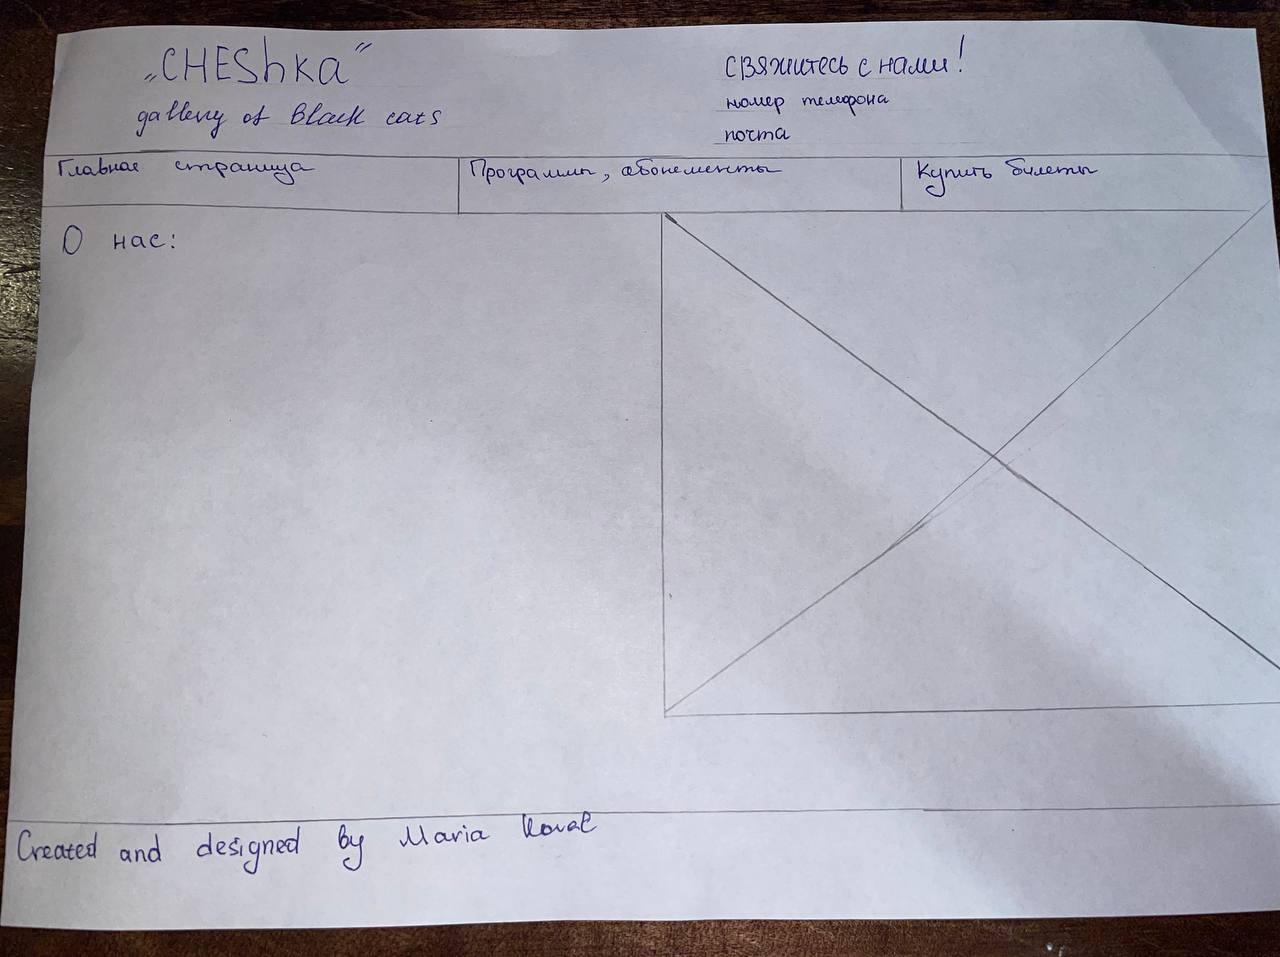 „CHEShka”
gallery of Black cats
Свяжитесь с нами!
номер телефона
почта
Главная страница
Программы, абонементы
Купить билеты
О нас:
Created and designed by Maria Koval